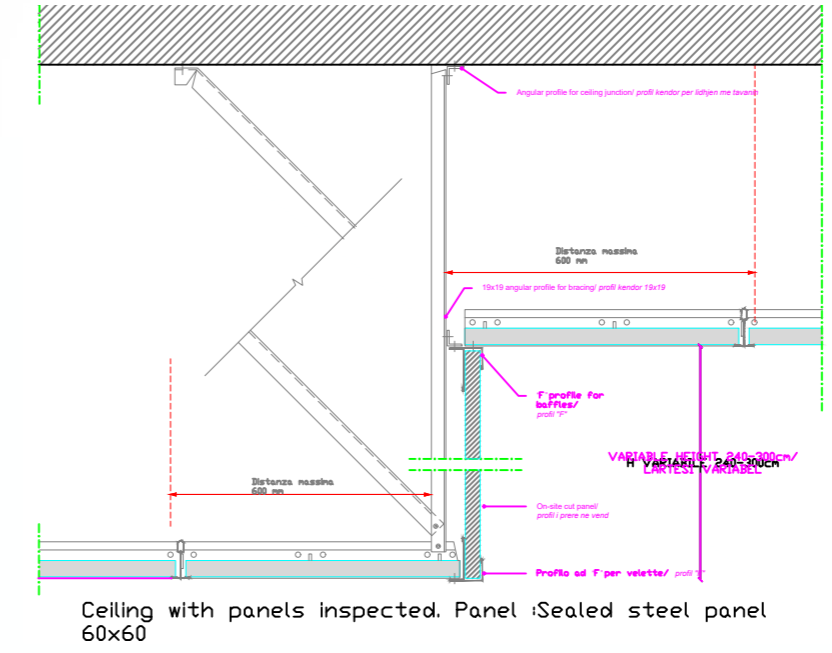 Angular profile for ceiling junction/ profil kendor per lidhjen me tavanin
Distanza massima
600 mm
19x19 angular profile for bracing/ profil kendor 19x19
"F" profile for
baffles/
profil "F"
VARIABLE HEIGHT 240-300cm/
H VARIABILE 240-300cm
LARTESI VARIABEL
Distanza massima
600 mm
On-site cut panel/
profil i prere ne vend
Profilo ad "F" per velette/ profil "F"
Ceiling with panels inspected. Panel :Sealed steel panel
60x60